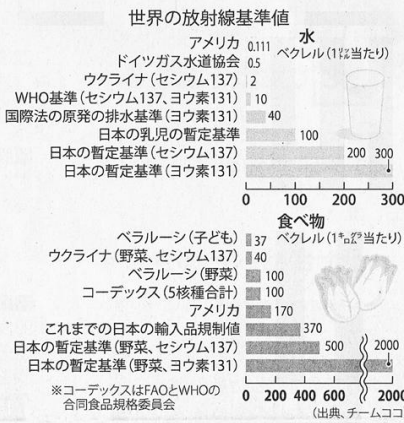 世界の放射線基準値
水
ベクレル(1リットル当たり)
アメリカ 0.111
ドイツガス水道協会 0.5
ウクライナ(セシウム137) 2
WHO基準(セシウム137、ヨウ素131) 10
国際法の原発の排水基準(ヨウ素131) 40
日本の乳児の暫定基準 100
日本の暫定基準(セシウム137) 200
日本の暫定基準(ヨウ素131) 300
0 100 200 300
食べ物
ベクレル(1キログラム当たり)
ベラルーシ(子ども) 37
ウクライナ(野菜、セシウム137) 40
ベラルーシ(野菜) 100
コーデックス(5核種合計) 100
アメリカ 170
これまでの日本の輸入品規制値 370
日本の暫定基準(野菜、セシウム137) 500
日本の暫定基準(野菜、ヨウ素131) 2000
0 200 400 600 2000
※コーデックスはFAOとWHOの
合同食品規格委員会
(出典、チームココ